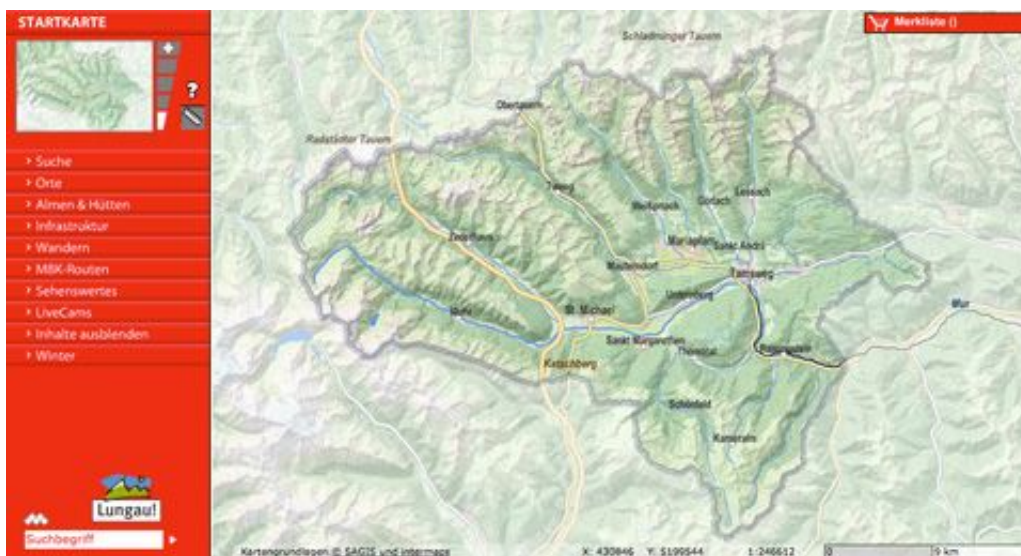 STARTKARTE
?
> Suche
> Orte
> Almen & Hütten
> Infrastruktur
> Wandern
> MBK-Routen
> Sehenswertes
> LiveCams
> Inhalte ausblenden
> Winter
Lungau!
Suchbegriff
Merkliste ()
Schladminger Tauern
Obertauern
Radstädter Tauern
Tweng
Lessach
Göriach
Weißpriach
Zederhaus
Mariapfarr
Sankt Andrä
Mauterndorf
Tamsweg
Unternberg
Muhr
St. Michael
Mur
Sankt Margarethen
Thomatal
Ramingstein
Katschberg
Schönfeld
Karneralm
Kartengrundlagen © SAGIS und intermaps
X: 430846 Y: 5199544
1:246612
0
9 km